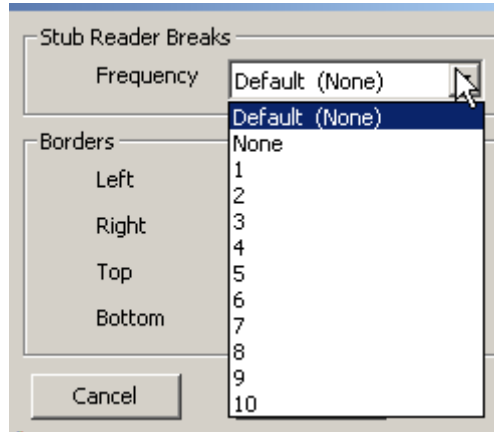 Stub Reader Breaks
Frequency Default (None)
Default (None)
Borders None
Left 1
2
Right 3
4
Top 5
6
Bottom 7
8
9
Cancel 10